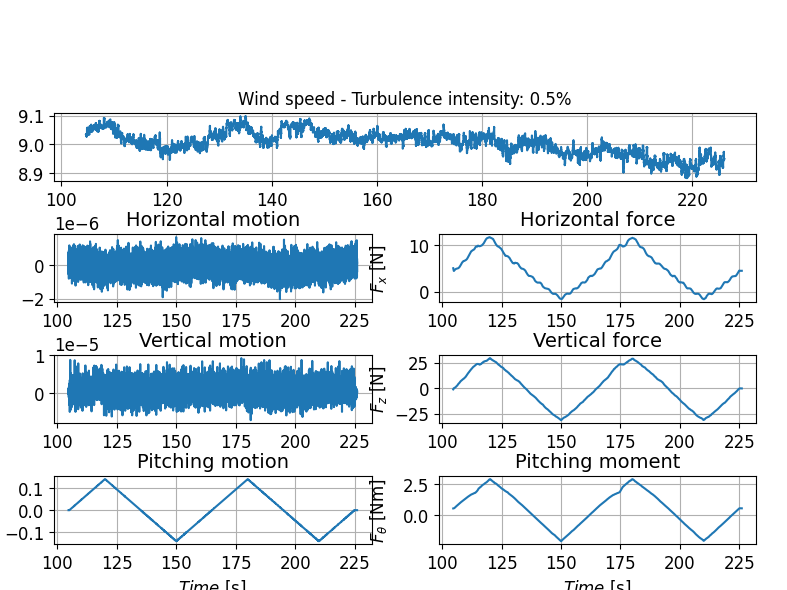 Wind speed - Turbulence intensity: 0.5%
9.1
9.0
8.9
100 120 140 160 180 200 220
1e−6
Horizontal motion
0
−2
100 125 150 175 200 225
Horizontal force
F_x [N]
10
0
100 125 150 175 200 225
1e−5
Vertical motion
1
0
100 125 150 175 200 225
Vertical force
F_z [N]
25
0
−25
100 125 150 175 200 225
Pitching motion
0.1
0.0
−0.1
100 125 150 175 200 225
Time [s]
Pitching moment
F_θ [Nm]
2.5
0.0
100 125 150 175 200 225
Time [s]